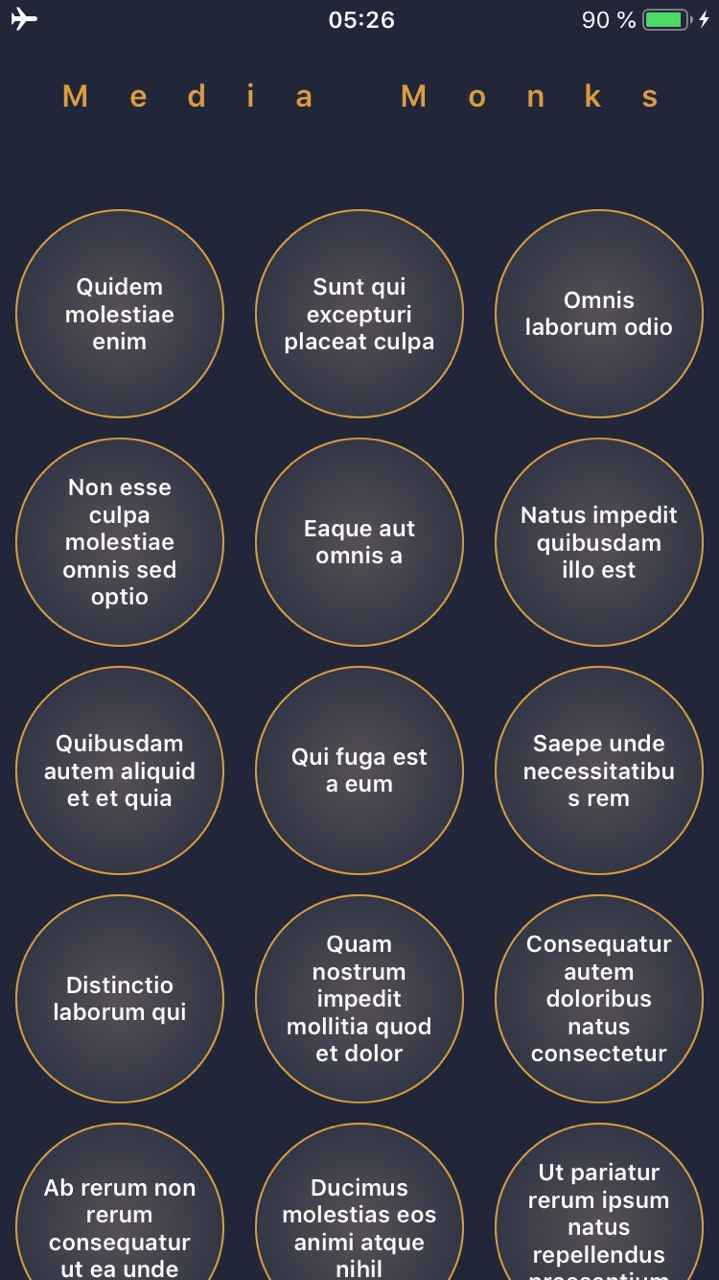 05:26
90 %
Media Monks
Quidem
molestiae
enim
Sunt qui
excepturi
placeat culpa
Omnis
laborum odio
Non esse
culpa
molestiae
omnis sed
optio
Eaque aut
omnis a
Natus impedit
quibusdam
illo est
Quibusdam
autem aliquid
et et quia
Qui fuga est
a eum
Saepe unde
necessitatibu
s rem
Distinctio
laborum qui
Quam
nostrum
impedit
mollitia quod
et dolor
Consequatur
autem
doloribus
natus
consectetur
Ab rerum non
rerum
consequatur
ut ea unde
Ducimus
molestias eos
animi atque
nihil
Ut pariatur
rerum ipsum
natus
repellendus